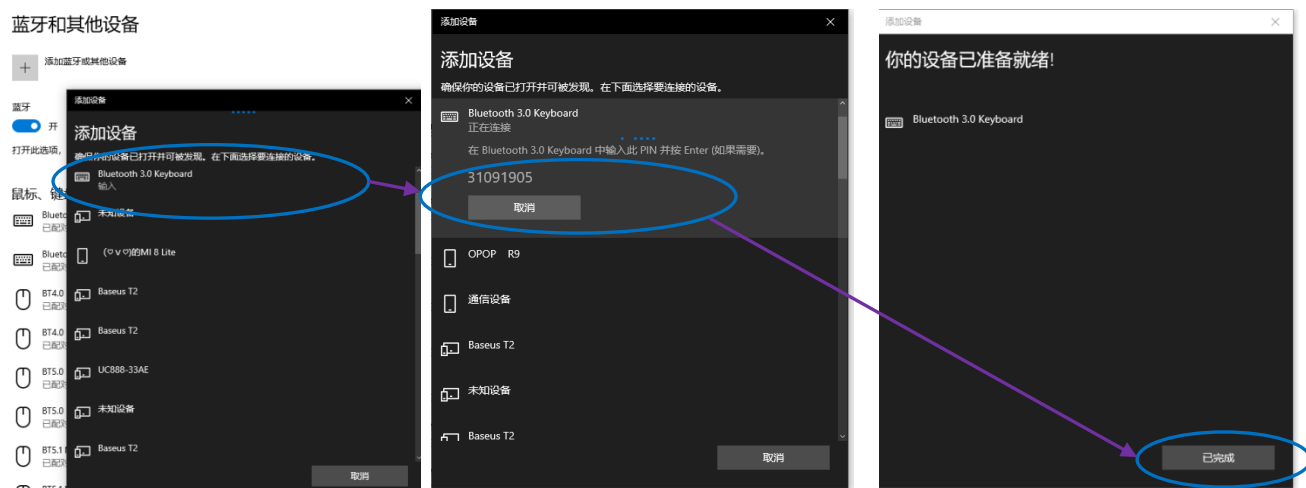 蓝牙和其他设备
添加蓝牙或其他设备
蓝牙
开
打开此选项,
鼠标、键
Blueto
已配对
Blueto
已配对
BT4.0
已配对
BT4.0
已配对
BT5.0
已配对
BT5.0
已配对
BT5.1
已配对
添加设备
添加设备
确保你的设备已打开并可被发现。在下面选择要连接的设备。
Bluetooth 3.0 Keyboard
输入
未知设备
(♡ v ♡)的MI 8 Lite
Baseus T2
Baseus T2
UC888-33AE
未知设备
Baseus T2
取消
添加设备
添加设备
确保你的设备已打开并可被发现。在下面选择要连接的设备。
Bluetooth 3.0 Keyboard
正在连接
在 Bluetooth 3.0 Keyboard 中输入此 PIN 并按 Enter (如果需要)。
31091905
取消
OPOP R9
通信设备
Baseus T2
未知设备
Baseus T2
取消
添加设备
你的设备已准备就绪!
Bluetooth 3.0 Keyboard
已完成